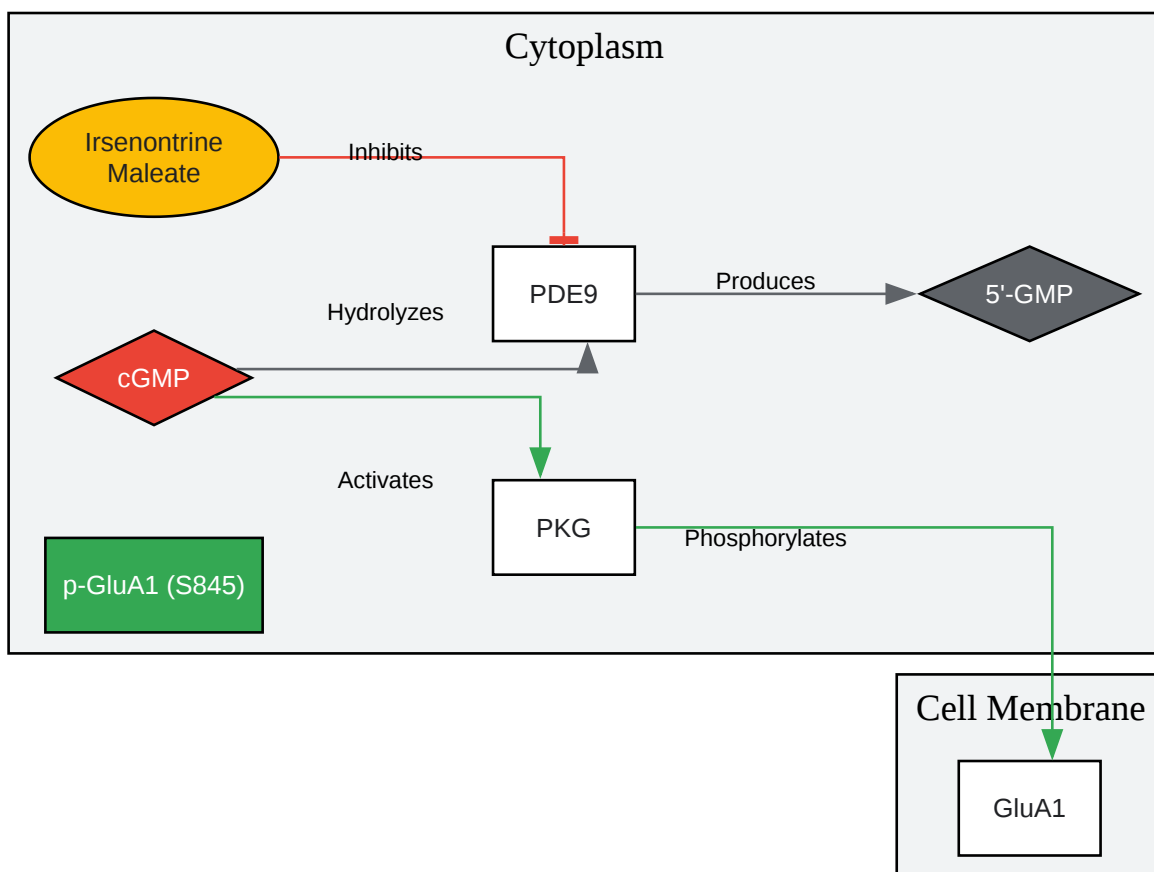 Cytoplasm
Irsenontrine
Maleate
Inhibits
PDE9
Produces
5'-GMP
Hydrolyzes
cGMP
Activates
PKG
Phosphorylates
p-GluA1 (S845)
Cell Membrane
GluA1